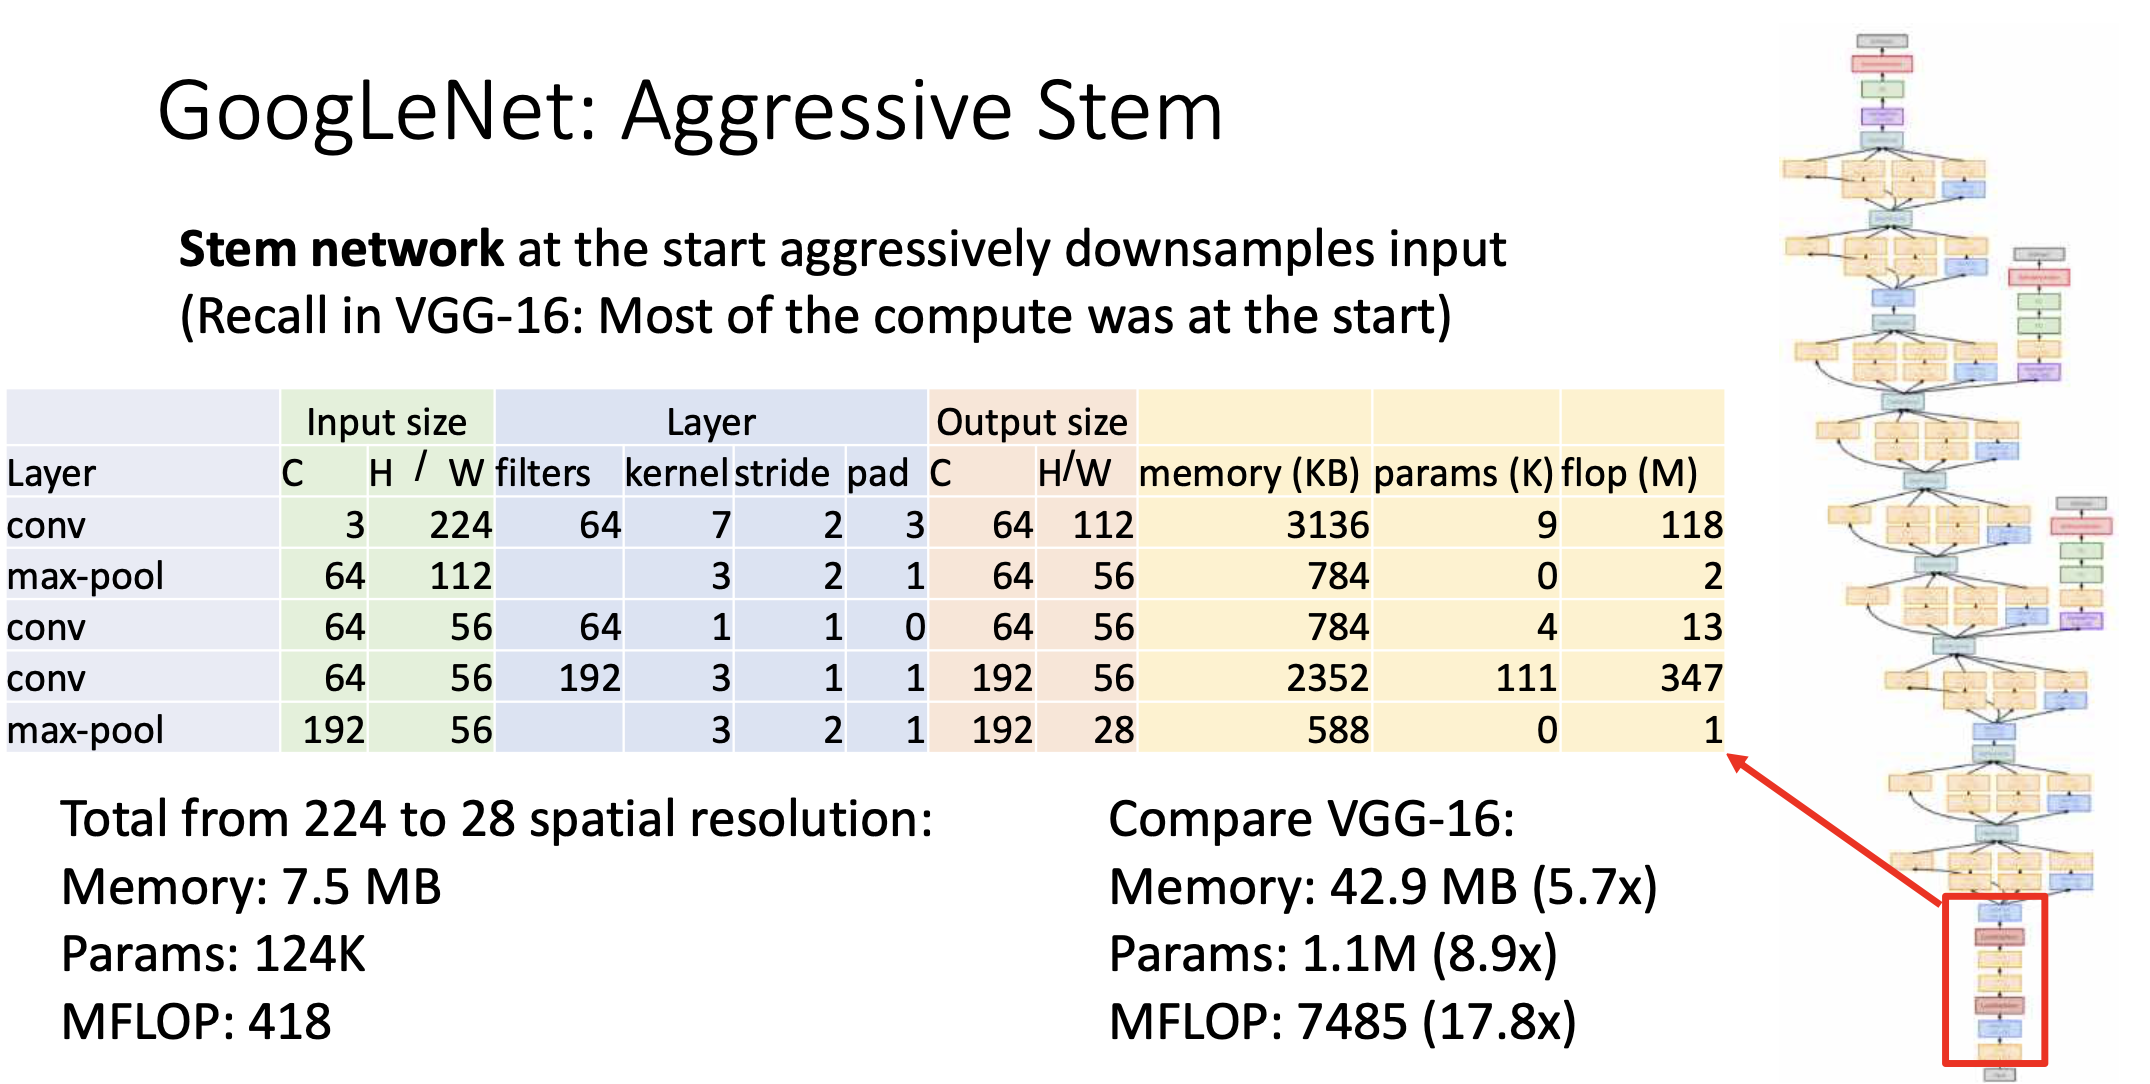 GoogLeNet: Aggressive Stem
Stem network at the start aggressively downsamples input
(Recall in VGG-16: Most of the compute was at the start)
Input size Layer Output size
Layer C H / W filters kernel stride pad C H/W memory (KB) params (K) flop (M)
conv 3 224 64 7 2 3 64 112 3136 9 118
max-pool 64 112 3 2 1 64 56 784 0 2
conv 64 56 64 1 1 0 64 56 784 4 13
conv 64 56 192 3 1 1 192 56 2352 111 347
max-pool 192 56 3 2 1 192 28 588 0 1
Total from 224 to 28 spatial resolution:
Memory: 7.5 MB
Params: 124K
MFLOP: 418
Compare VGG-16:
Memory: 42.9 MB (5.7x)
Params: 1.1M (8.9x)
MFLOP: 7485 (17.8x)